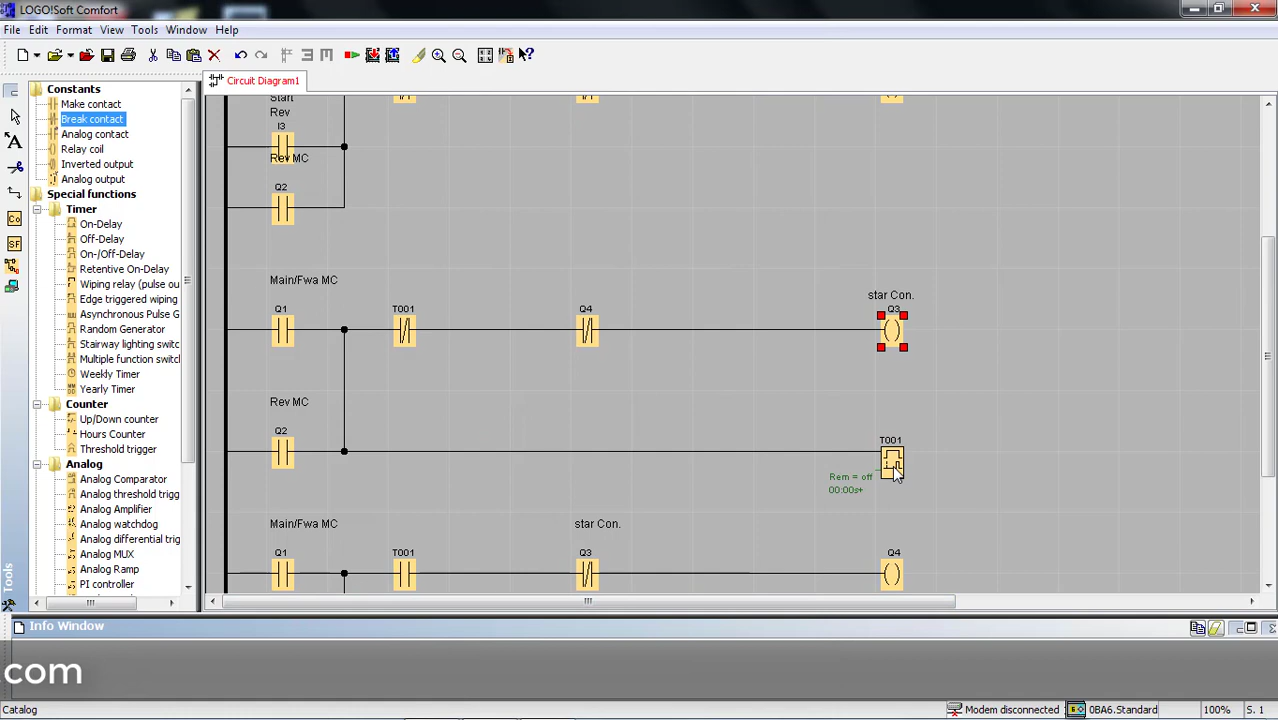 LOGO!Soft Comfort
File Edit Format View Tools Window Help
Circuit Diagram1
Constants
Make contact
Break contact
Analog contact
Relay coil
Inverted output
Analog output
Special functions
Timer
On-Delay
Off-Delay
On-/Off-Delay
Retentive On-Delay
Wiping relay (pulse ou
Edge triggered wiping
Asynchronous Pulse G
Random Generator
Stairway lighting switc
Multiple function switcl
Weekly Timer
Yearly Timer
Counter
Up/Down counter
Hours Counter
Threshold trigger
Analog
Analog Comparator
Analog threshold trigg
Analog Amplifier
Analog watchdog
Analog differential trig
Analog MUX
Analog Ramp
PI controller
Tools
Start
Rev
I3
Rev MC
Q2
Main/Fwa MC
star Con.
Q1 T001 Q4 Q3
Rev MC
Q2 T001
Rem = off
00:00s+
Main/Fwa MC star Con.
Q1 T001 Q3 Q4
Info Window
.com
Catalog Modem disconnected 0BA6.Standard 100% S. 1